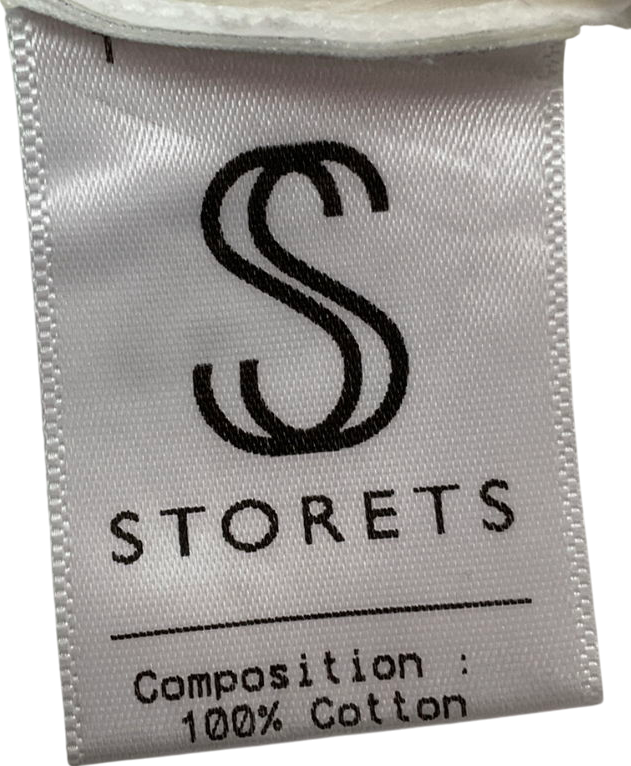 S
STORETS
Composition :
100% Cotton